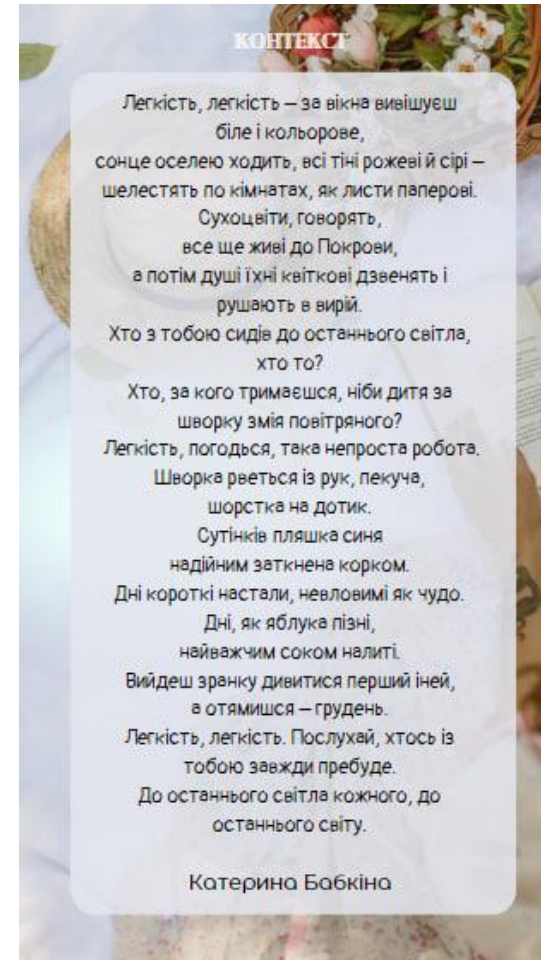 КОНТЕКСТ
Легкість, легкість – за вікна вивішуєш
біле і кольорове,
сонце оселею ходить, всі тіні рожеві й сірі –
шелестять по кімнатах, як листи паперові.
Сухоцвіти, говорять,
все ще живі до Покрови,
а потім душі їхні квіткові дзвенять і
рушають в вирій.
Хто з тобою сидів до останнього світла,
хто то?
Хто, за кого тримаєшся, ніби дитя за
шворку змія повітряного?
Легкість, погодься, така непроста робота.
Шворка рветься із рук, пекуча,
шорстка на дотик.
Сутінків пляшка синя
надійним заткнена корком.
Дні короткі настали, невловимі як чудо.
Дні, як яблука пізні,
найважчим соком налиті.
Вийдеш зранку дивитися перший іней,
а отямишся – грудень.
Легкість, легкість. Послухай, хтось із
тобою завжди пребуде.
До останнього світла кожного, до
останнього світу.
Катерина Бабкіна